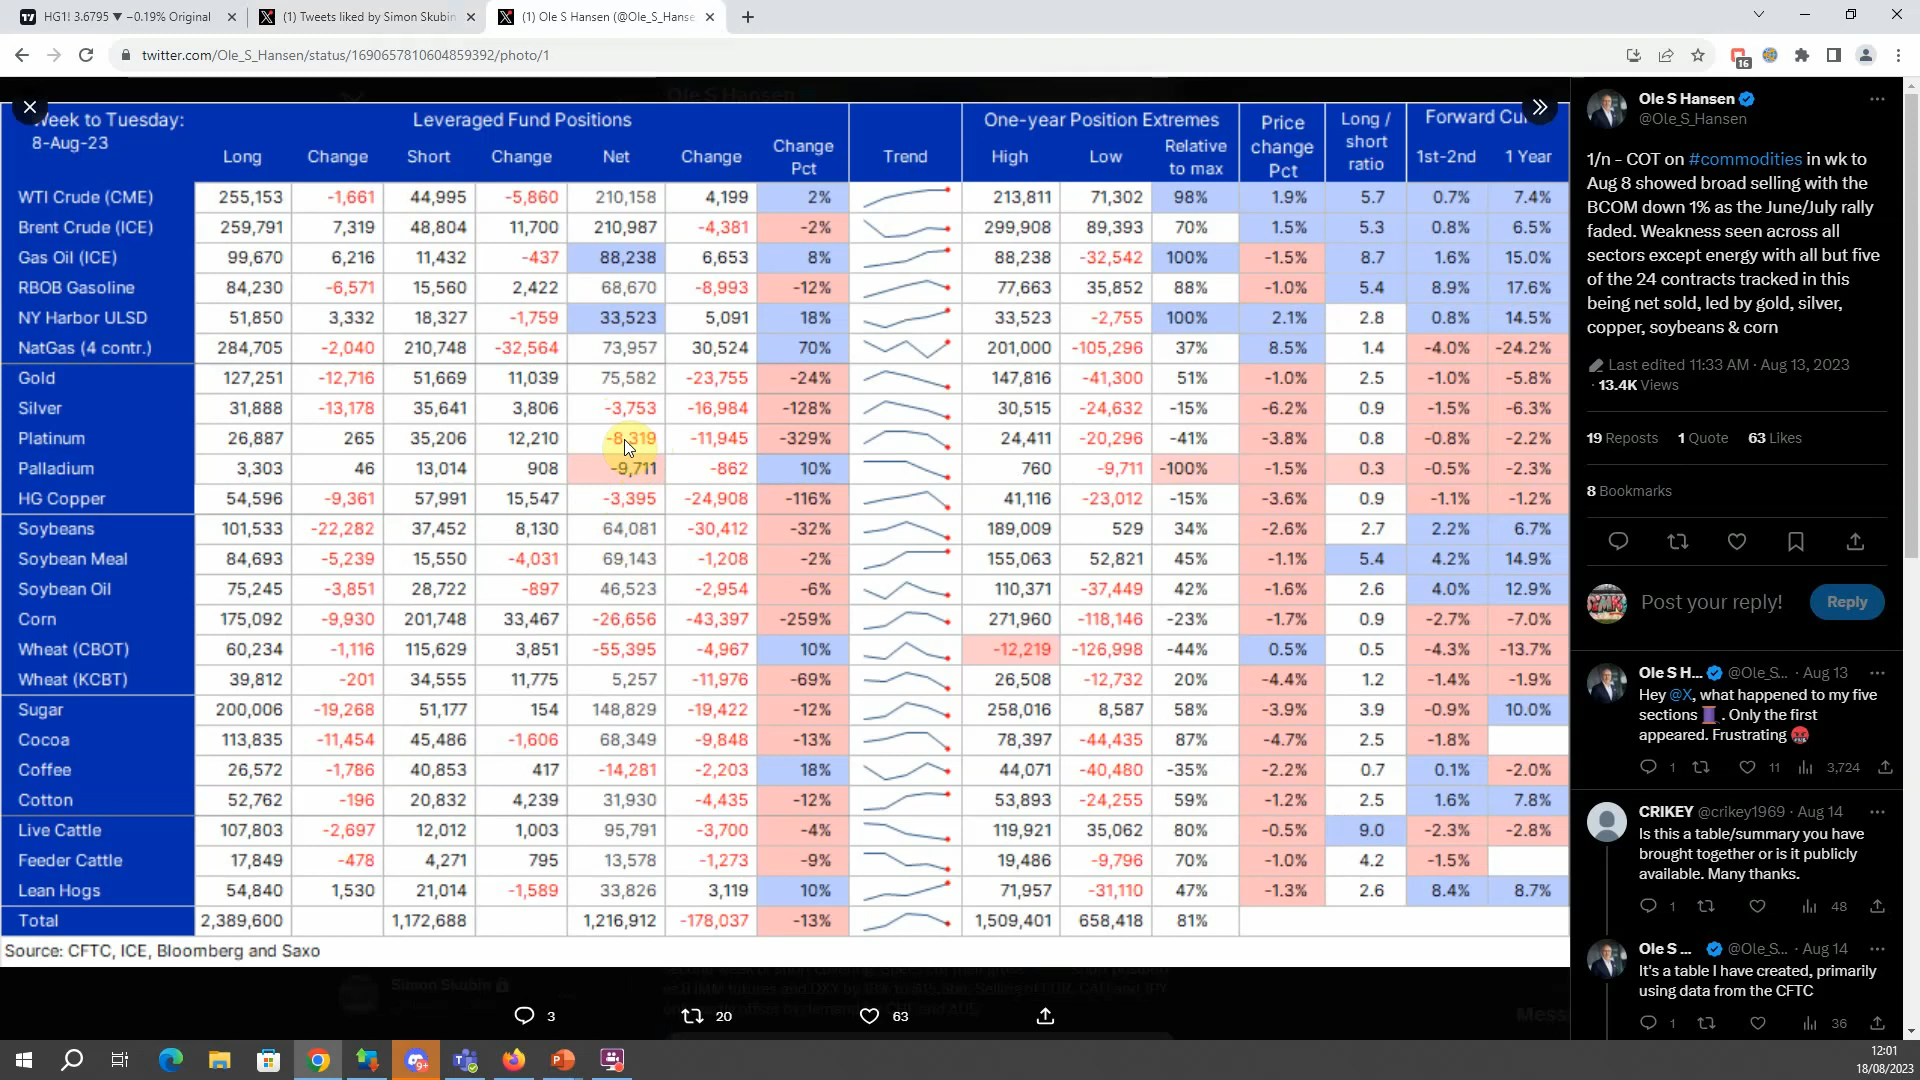 HG1! 3.6795 ▼ −0.19% Original
(1) Tweets liked by Simon Skubin
(1) Ole S Hansen (@Ole_S_Hanse
twitter.com/Ole_S_Hansen/status/1690657810604859392/photo/1
16
Week to Tuesday: 8-Aug-23
Leveraged Fund Positions
One-year Position Extremes
Forward Cu
Long Change Short Change Net Change Change Pct Trend High Low Relative to max Price change Pct Long / short ratio 1st-2nd 1 Year
WTI Crude (CME) 255,153 -1,661 44,995 -5,860 210,158 4,199 2% 213,811 71,302 98% 1.9% 5.7 0.7% 7.4%
Brent Crude (ICE) 259,791 7,319 48,804 11,700 210,987 -4,381 -2% 299,908 89,393 70% 1.5% 5.3 0.8% 6.5%
Gas Oil (ICE) 99,670 6,216 11,432 -437 88,238 6,653 8% 88,238 -32,542 100% -1.5% 8.7 1.6% 15.0%
RBOB Gasoline 84,230 -6,571 15,560 2,422 68,670 -8,993 -12% 77,663 35,852 88% -1.0% 5.4 8.9% 17.6%
NY Harbor ULSD 51,850 3,332 18,327 -1,759 33,523 5,091 18% 33,523 -2,755 100% 2.1% 2.8 0.8% 14.5%
NatGas (4 contr.) 284,705 -2,040 210,748 -32,564 73,957 30,524 70% 201,000 -105,296 37% 8.5% 1.4 -4.0% -24.2%
Gold 127,251 -12,716 51,669 11,039 75,582 -23,755 -24% 147,816 -41,300 51% -1.0% 2.5 -1.0% -5.8%
Silver 31,888 -13,178 35,641 3,806 -3,753 -16,984 -128% 30,515 -24,632 -15% -6.2% 0.9 -1.5% -6.3%
Platinum 26,887 265 35,206 12,210 -8,319 -11,945 -329% 24,411 -20,296 -41% -3.8% 0.8 -0.8% -2.2%
Palladium 3,303 46 13,014 908 -9,711 -862 10% 760 -9,711 -100% -1.5% 0.3 -0.5% -2.3%
HG Copper 54,596 -9,361 57,991 15,547 -3,395 -24,908 -116% 41,116 -23,012 -15% -3.6% 0.9 -1.1% -1.2%
Soybeans 101,533 -22,282 37,452 8,130 64,081 -30,412 -32% 189,009 529 34% -2.6% 2.7 2.2% 6.7%
Soybean Meal 84,693 -5,239 15,550 -4,031 69,143 -1,208 -2% 155,063 52,821 45% -1.1% 5.4 4.2% 14.9%
Soybean Oil 75,245 -3,851 28,722 -897 46,523 -2,954 -6% 110,371 -37,449 42% -1.6% 2.6 4.0% 12.9%
Corn 175,092 -9,930 201,748 33,467 -26,656 -43,397 -259% 271,960 -118,146 -23% -1.7% 0.9 -2.7% -7.0%
Wheat (CBOT) 60,234 -1,116 115,629 3,851 -55,395 -4,967 10% -12,219 -126,998 -44% 0.5% 0.5 -4.3% -13.7%
Wheat (KCBT) 39,812 -201 34,555 11,775 5,257 -11,976 -69% 26,508 -12,732 20% -4.4% 1.2 -1.4% -1.9%
Sugar 200,006 -19,268 51,177 154 148,829 -19,422 -12% 258,016 8,587 58% -3.9% 3.9 -0.9% 10.0%
Cocoa 113,835 -11,454 45,486 -1,606 68,349 -9,848 -13% 78,397 -44,435 87% -4.7% 2.5 -1.8%
Coffee 26,572 -1,786 40,853 417 -14,281 -2,203 18% 44,071 -40,480 -35% -2.2% 0.7 0.1% -2.0%
Cotton 52,762 -196 20,832 4,239 31,930 -4,435 -12% 53,893 -24,255 59% -1.2% 2.5 1.6% 7.8%
Live Cattle 107,803 -2,697 12,012 1,003 95,791 -3,700 -4% 119,921 35,062 80% -0.5% 9.0 -2.3% -2.8%
Feeder Cattle 17,849 -478 4,271 795 13,578 -1,273 -9% 19,486 -9,796 70% -1.0% 4.2 -1.5%
Lean Hogs 54,840 1,530 21,014 -1,589 33,826 3,119 10% 71,957 -31,110 47% -1.3% 2.6 8.4% 8.7%
Total 2,389,600 1,172,688 1,216,912 -178,037 -13% 1,509,401 658,418 81%
Source: CFTC, ICE, Bloomberg and Saxo
Simon Skubin
3 20 63
Ole S Hansen
@Ole_S_Hansen
1/n - COT on #commodities in wk to
Aug 8 showed broad selling with the
BCOM down 1% as the June/July rally
faded. Weakness seen across all
sectors except energy with all but five
of the 24 contracts tracked in this
being net sold, led by gold, silver,
copper, soybeans & corn
Last edited 11:33 AM · Aug 13, 2023
· 13.4K Views
19 Reposts 1 Quote 63 Likes
8 Bookmarks
Post your reply!
Reply
Ole S H... @Ole_S... · Aug 13
Hey @X, what happened to my five
sections 🧵. Only the first
appeared. Frustrating 🤬
1 11 3,724
CRIKEY @crikey1969 · Aug 14
Is this a table/summary you have
brought together or is it publicly
available. Many thanks.
1 48
Ole S ... @Ole_S... · Aug 14
It's a table I have created, primarily
using data from the CFTC
1 36
9+
12:01
18/08/2023